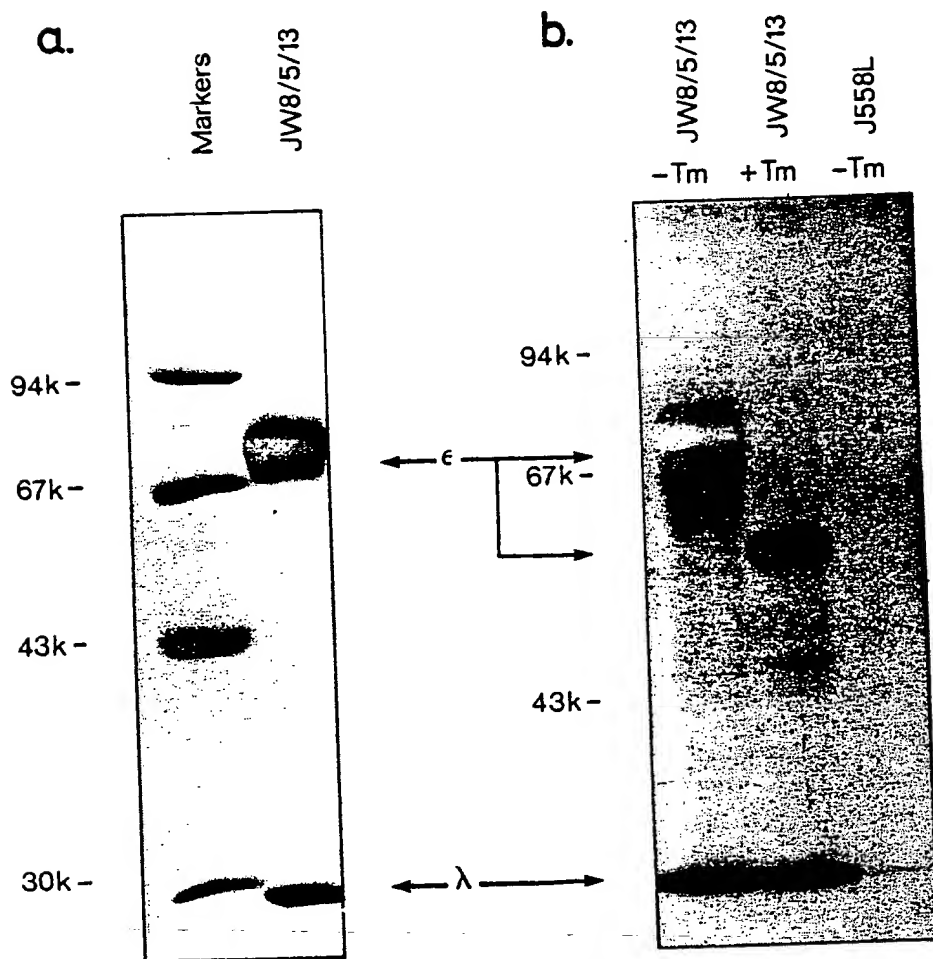 a.
Markers
JW8/5/13
94k-
67k-
43k-
30k-
ϵ
λ
b.
JW8/5/13
JW8/5/13
J558L
-Tm
+Tm
-Tm
94k-
67k-
43k-